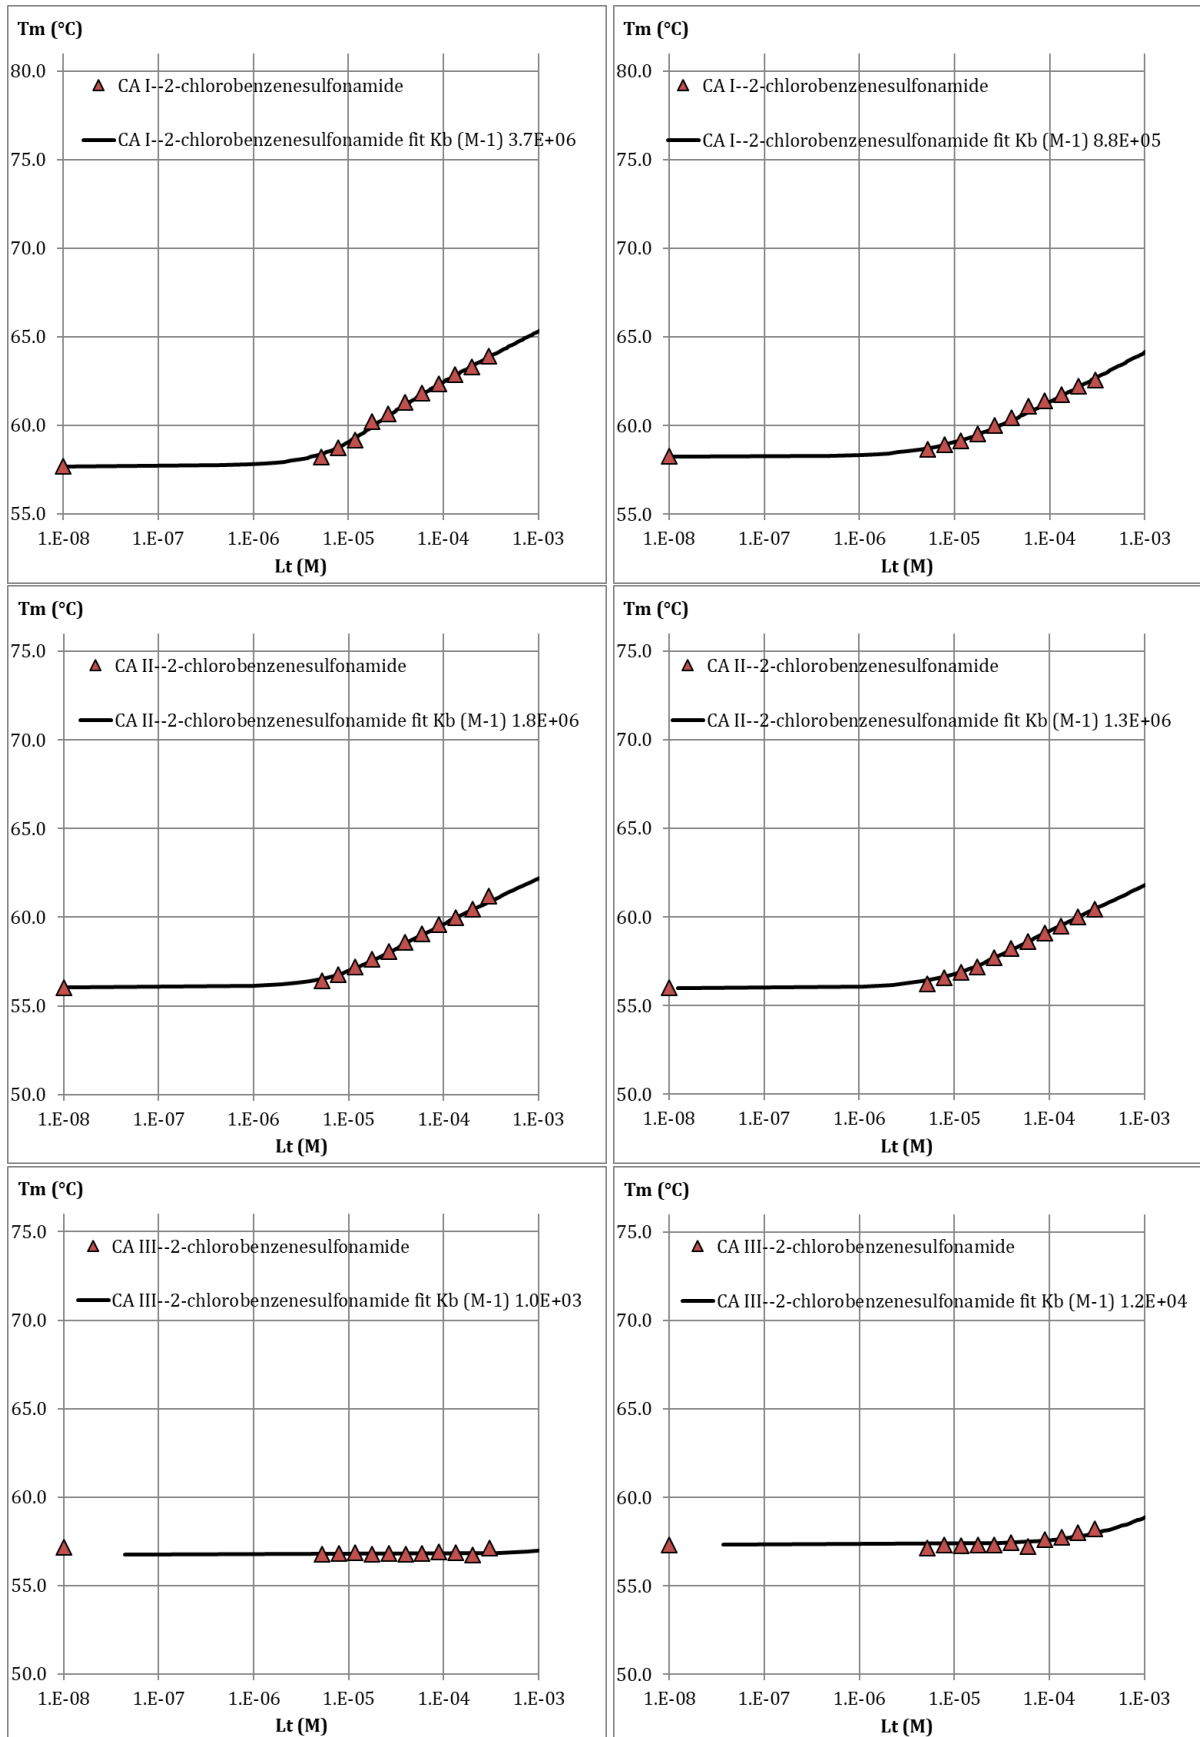 Tm (°C)
80.0
CA I--2-chlorobenzenesulfonamide
CA I--2-chlorobenzenesulfonamide fit Kb (M-1) 3.7E+06
75.0
70.0
65.0
60.0
55.0
1.E-08 1.E-07 1.E-06 1.E-05 1.E-04 1.E-03
Lt (M)
Tm (°C)
80.0
CA I--2-chlorobenzenesulfonamide
CA I--2-chlorobenzenesulfonamide fit Kb (M-1) 8.8E+05
75.0
70.0
65.0
60.0
55.0
1.E-08 1.E-07 1.E-06 1.E-05 1.E-04 1.E-03
Lt (M)
Tm (°C)
75.0
CA II--2-chlorobenzenesulfonamide
CA II--2-chlorobenzenesulfonamide fit Kb (M-1) 1.8E+06
70.0
65.0
60.0
55.0
50.0
1.E-08 1.E-07 1.E-06 1.E-05 1.E-04 1.E-03
Lt (M)
Tm (°C)
75.0
CA II--2-chlorobenzenesulfonamide
CA II--2-chlorobenzenesulfonamide fit Kb (M-1) 1.3E+06
70.0
65.0
60.0
55.0
50.0
1.E-08 1.E-07 1.E-06 1.E-05 1.E-04 1.E-03
Lt (M)
Tm (°C)
75.0
CA III--2-chlorobenzenesulfonamide
CA III--2-chlorobenzenesulfonamide fit Kb (M-1) 1.0E+03
70.0
65.0
60.0
55.0
50.0
1.E-08 1.E-07 1.E-06 1.E-05 1.E-04 1.E-03
Lt (M)
Tm (°C)
75.0
CA III--2-chlorobenzenesulfonamide
CA III--2-chlorobenzenesulfonamide fit Kb (M-1) 1.2E+04
70.0
65.0
60.0
55.0
50.0
1.E-08 1.E-07 1.E-06 1.E-05 1.E-04 1.E-03
Lt (M)